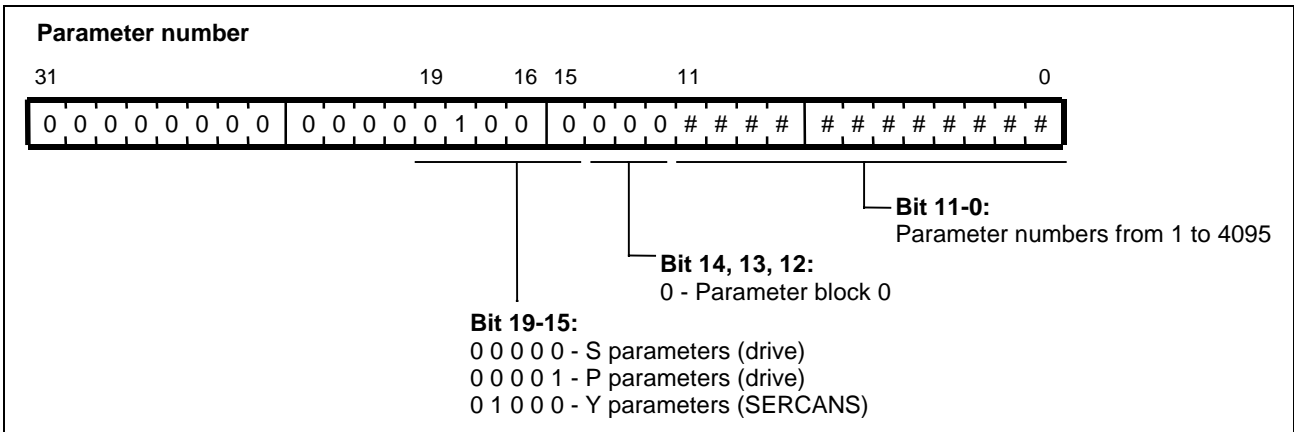 Parameter number
31 19 16 15 11 0
0 0 0 0 0 0 0 0 0 0 0 0 0 1 0 0 0 0 0 0 # # # # # # # # # # # #
Bit 11-0:
Parameter numbers from 1 to 4095
Bit 14, 13, 12:
0 - Parameter block 0
Bit 19-15:
0 0 0 0 0 - S parameters (drive)
0 0 0 0 1 - P parameters (drive)
0 1 0 0 0 - Y parameters (SERCANS)